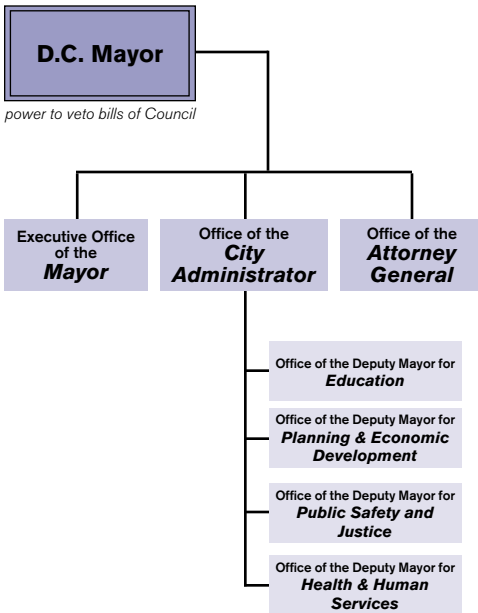 D.C. Mayor
power to veto bills of Council
Executive Office
of the
Mayor
Office of the
City
Administrator
Office of the
Attorney
General
Office of the Deputy Mayor for
Education
Office of the Deputy Mayor for
Planning & Economic
Development
Office of the Deputy Mayor for
Public Safety and
Justice
Office of the Deputy Mayor for
Health & Human
Services